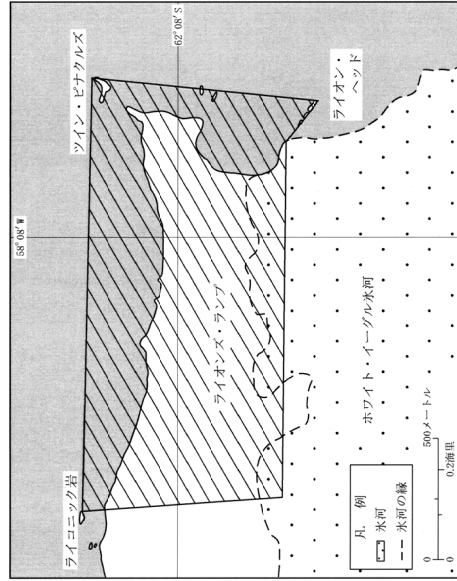 58°08′W
62°08′S
ライコニック岩
ツイン・ピナクルズ
ライオン・
ヘッド
ライオンズ・ランプ
ホワイト・イーグル氷河
凡 例
氷河
氷河の縁
0 500メートル
0 0.2海里